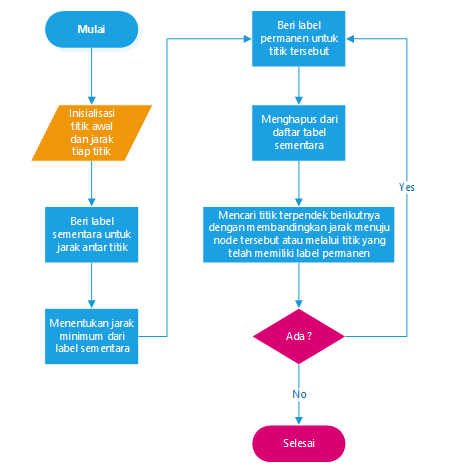 Mulai
Inisialisasi
titik awal
dan jarak
tiap titik
Beri label
sementara untuk
jarak antar titik
Menentukan jarak
minimum dari
label sementara
Beri label
permanen untuk
titik tersebut
Menghapus dari
daftar tabel
sementara
Mencari titik terpendek berikutnya
dengan membandingkan jarak menuju
node tersebut atau melalui titik yang
telah memiliki label permanen
Ada ?
Yes
No
Selesai